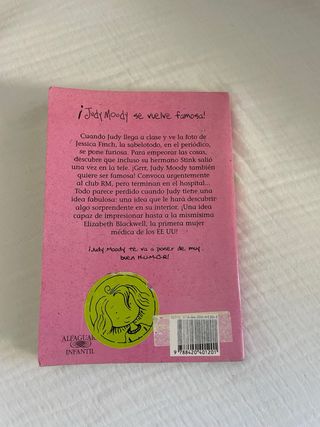 ¡Judy Moody se vuelve famosa!
Cuando Judy llega a clase y ve la foto de
Jessica Finch, la sabelotodo, en el periódico,
se pone furiosa. Para empeorar las cosas,
descubre que incluso su hermano Stink salió
una vez en la tele. ¡Grrr, Judy Moody también
quiere ser famosa! Convoca urgentemente
al club RM, pero terminan en el hospital...
Todo parece perdido cuando Judy tiene una
idea fabulosa: una idea que le hará descubrir
algo sorprendente en su interior. ¡Una idea
capaz de impresionar hasta a la mismísima
Elizabeth Blackwell, la primera mujer
médica de los EE UU!
¡Judy Moody te va a poner de muy
buen H.U.M.O.R.!
ALFAGUARA
INFANTIL
9 788420 401201